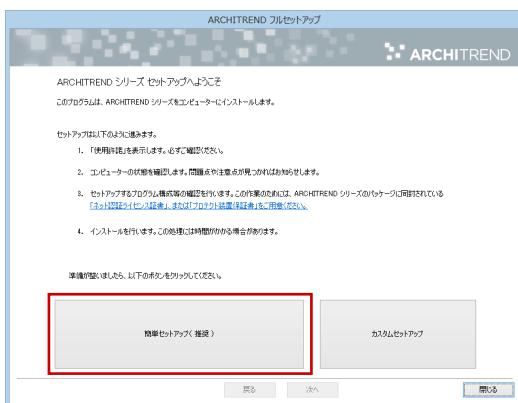 ARCHITREND フルセットアップ
ARCHITREND
ARCHITREND シリーズ セットアップへようこそ
このプログラムは、ARCHITREND シリーズをコンピューターにインストールします。
セットアップは以下のように進みます。
1. 「使用許諾」を表示します。必ずご確認ください。
2. コンピューターの状態を確認します。問題点や注意点が見つかればお知らせします。
3. セットアップするプログラム構成等の確認を行います。この作業のためには、ARCHITREND シリーズのパッケージに同封されている
「ネット認証ライセンス証書」、または「プロテクト装置保証書」をご用意ください。
4. インストールを行います。この処理には時間がかかる場合があります。
準備が整いましたら、以下のボタンをクリックしてください。
簡単セットアップ( 推奨 )
カスタムセットアップ
戻る
次へ
閉じる